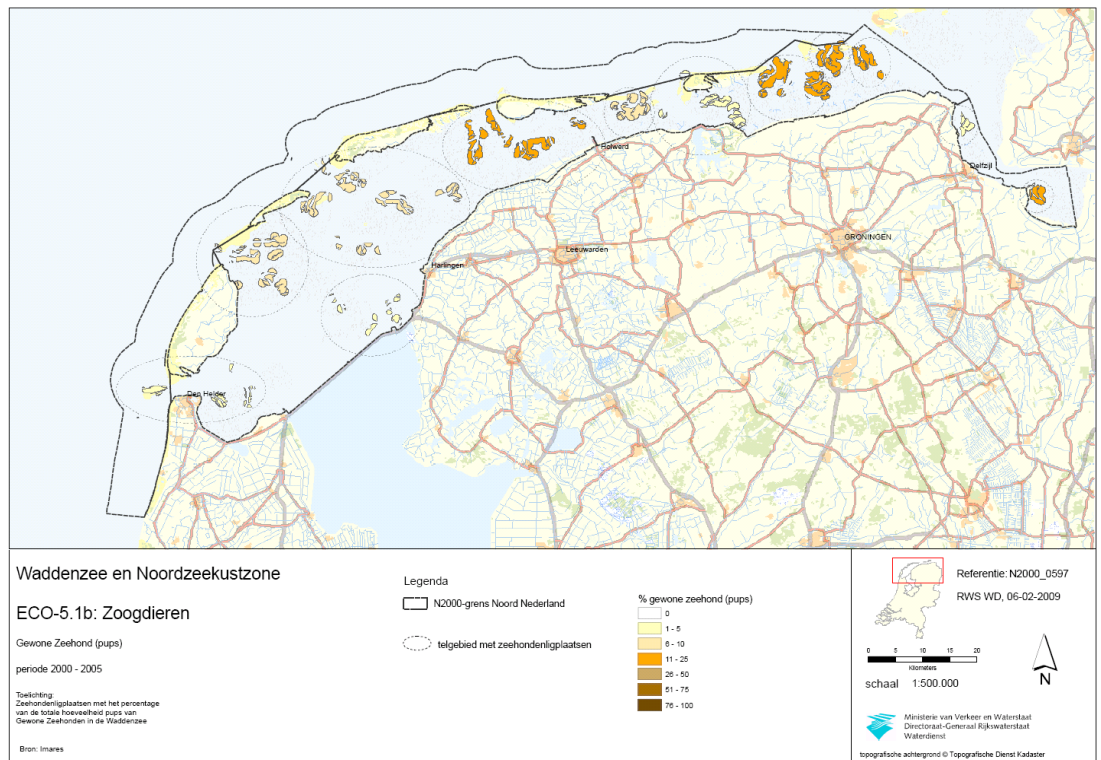 Holwerd
Delfzijl
GRONINGEN
Leeuwarden
Harlingen
Den Helder
Waddenzee en Noordzeekustzone
ECO-5.1b: Zoogdieren
Gewone Zeehond (pups)
periode 2000 - 2005
Toelichting:
Zeehondenligplaatsen met het percentage
van de totale hoeveelheid pups van
Gewone Zeehonden in de Waddenzee
Bron: Imares
Legenda
N2000-grens Noord Nederland
telgebied met zeehondenligplaatsen
% gewone zeehond (pups)
0
1 - 5
6 - 10
11 - 25
26 - 50
51 - 75
76 - 100
Referentie: N2000_0597
RWS WD, 06-02-2009
0 5 10 15 20
Kilometers
schaal 1:500.000
N
Ministerie van Verkeer en Waterstaat
Directoraat-Generaal Rijkswaterstaat
Waterdienst
topografische achtergrond © Topografische Dienst Kadaster